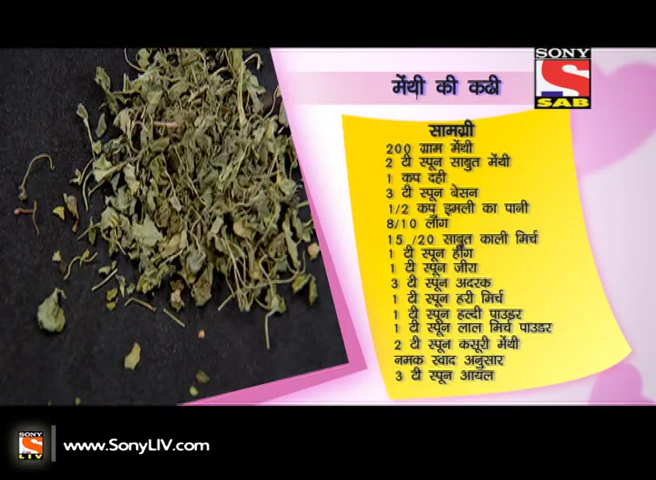 SONY
SAB
मेंथी की कढी
सामग्री
200 ग्राम मेंथी
2 टी स्पून साबुत मेंथी
1 कप दही
3 टी स्पून बेसन
1/2 कप इमली का पानी
8/10 लौंग
15 /20 साबुत काली मिर्च
1 टी स्पून हींग
1 टी स्पून जीरा
3 टी स्पून अदरक
1 टी स्पून हरी मिर्च
1 टी स्पून हल्दी पाउडर
1 टी स्पून लाल मिर्च पाउडर
2 टी स्पून कसूरी मेंथी
नमक स्वाद अनुसार
3 टी स्पून आयल
SONY
LIV
www.SonyLIV.com